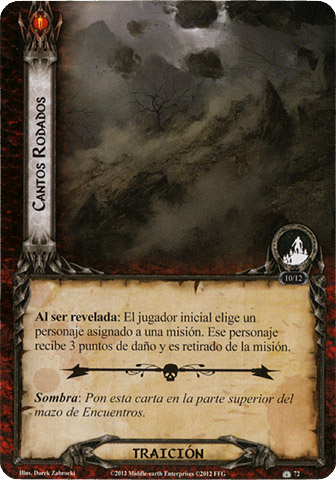 CANTOS RODADOS
10/12
Al ser revelada: El jugador inicial elige un
personaje asignado a una misión. Ese personaje
recibe 3 puntos de daño y es retirado de la misión.
Sombra: Pon esta carta en la parte superior del
mazo de Encuentros.
TRAICIÓN
Illus. Darek Zabrocki
©2012 Middle-earth Enterprises ©2012 FFG
72